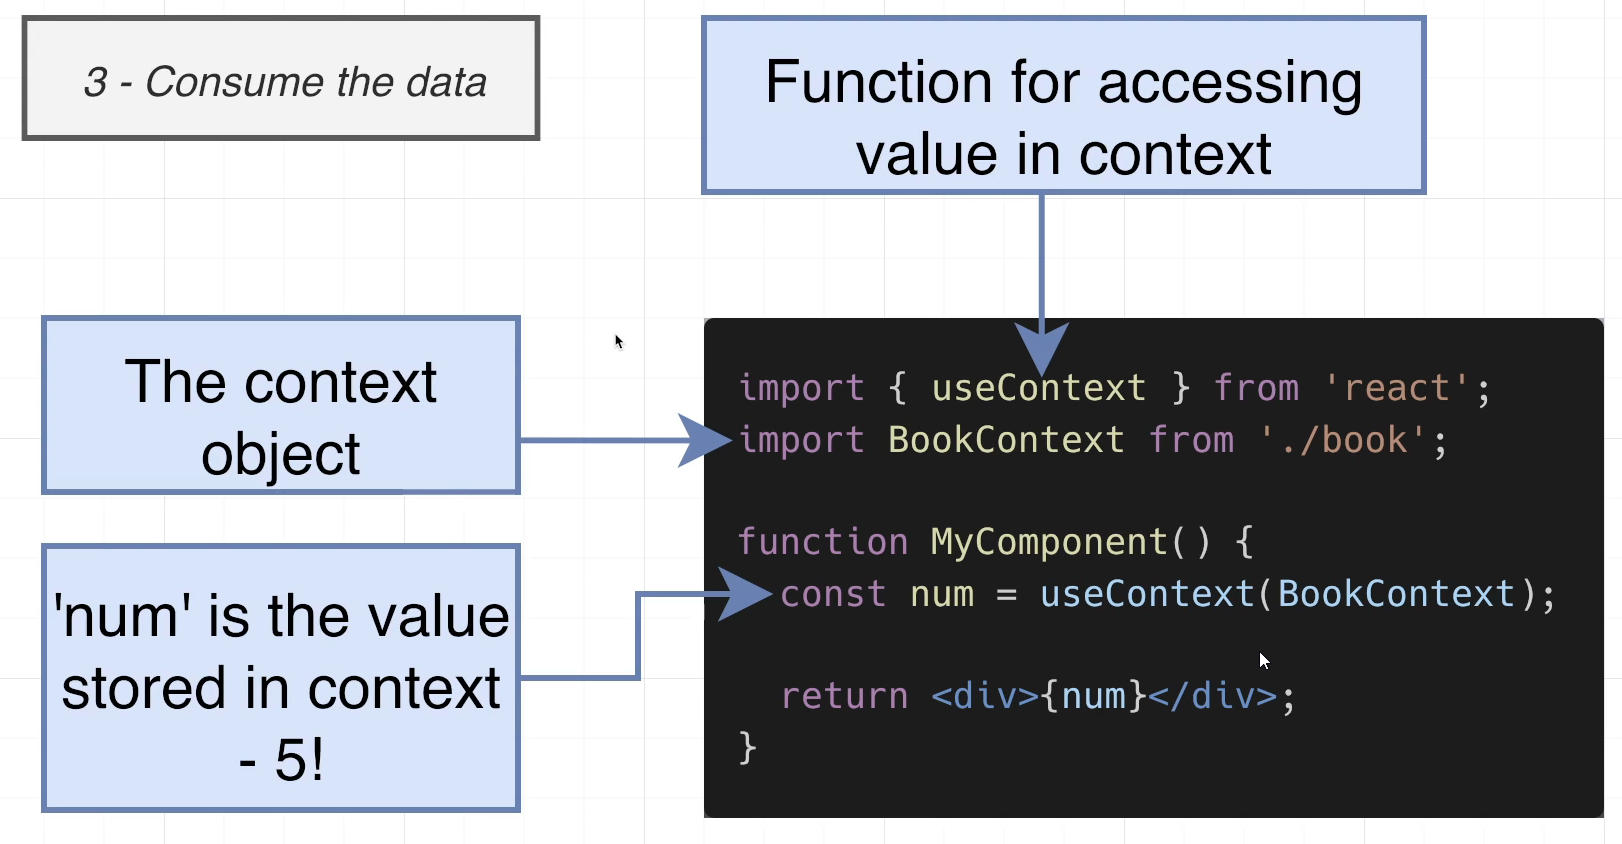 3 - Consume the data
Function for accessing
value in context
The context
object
'num' is the value
stored in context
- 5!
import { useContext } from 'react';
import BookContext from './book';
function MyComponent() {
const num = useContext(BookContext);
return <div>{num}</div>;
}